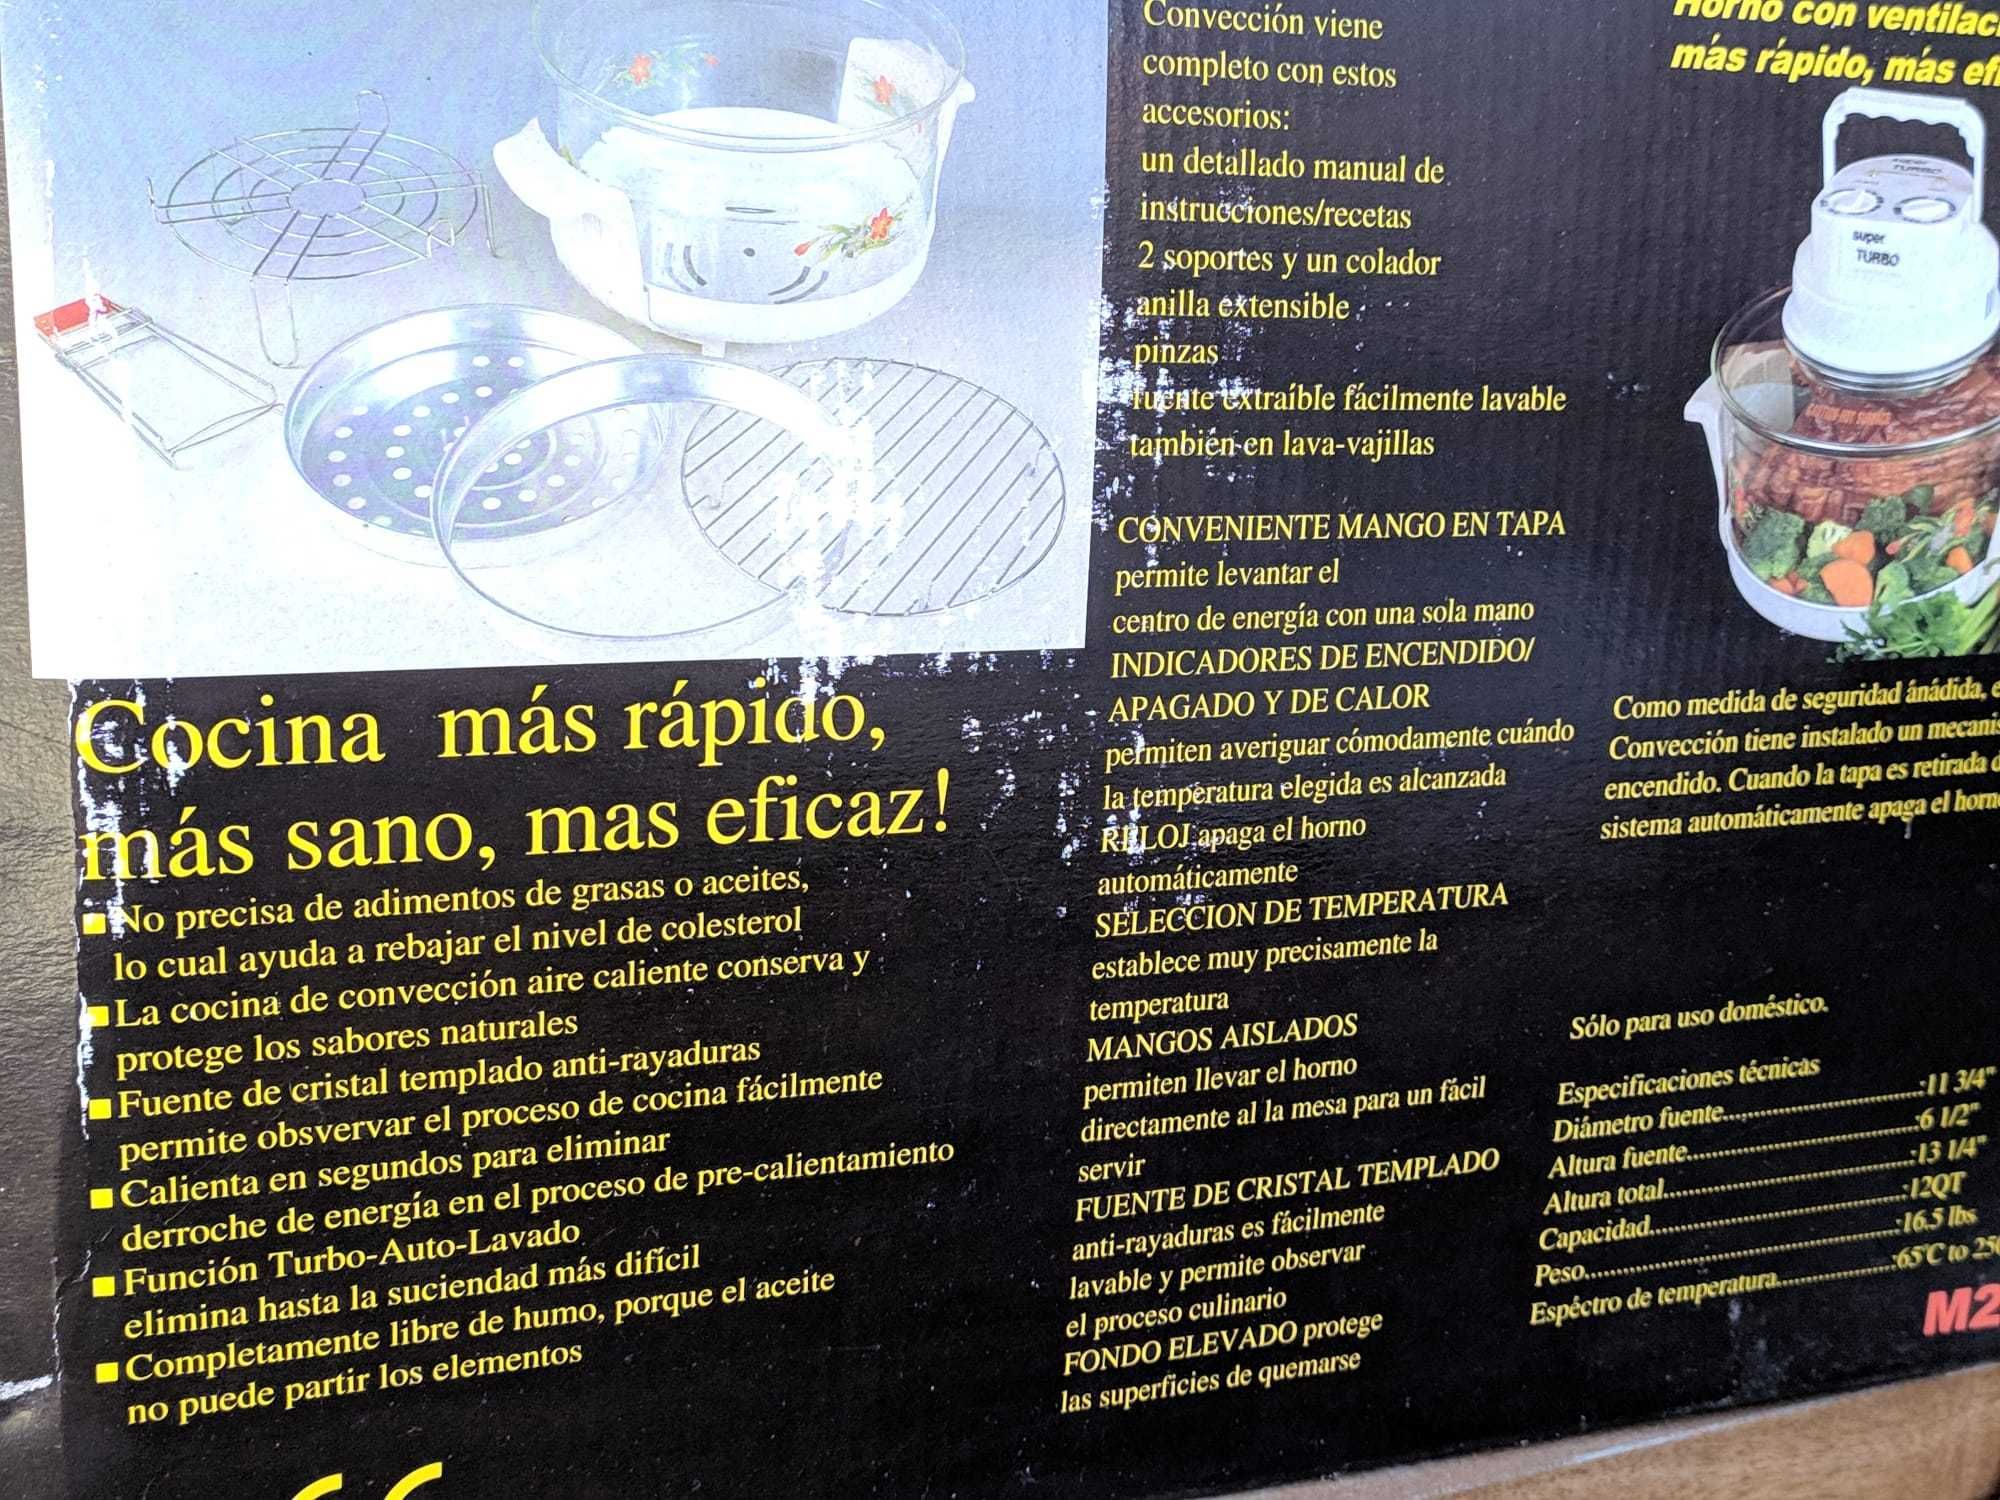 Cocina más rápido,
más sano, mas eficaz!
No precisa de adimentos de grasas o aceites,
lo cual ayuda a rebajar el nivel de colesterol
La cocina de convección aire caliente conserva y
protege los sabores naturales
Fuente de cristal templado anti-rayaduras
permite obsvervar el proceso de cocina fácilmente
Calienta en segundos para eliminar
derroche de energía en el proceso de pre-calientamiento
Función Turbo-Auto-Lavado
elimina hasta la suciendad más difícil
Completamente libre de humo, porque el aceite
no puede partir los elementos
Convección viene
completo con estos
accesorios:
un detallado manual de
instrucciones/recetas
2 soportes y un colador
anilla extensible
pinzas
fuente extraíble fácilmente lavable
también en lava-vajillas
CONVENIENTE MANGO EN TAPA
permite levantar el
centro de energía con una sola mano
INDICADORES DE ENCENDIDO/
APAGADO Y DE CALOR
permiten averiguar cómodamente cuándo
la temperatura elegida es alcanzada
RELOJ apaga el horno
automáticamente
SELECCION DE TEMPERATURA
establece muy precisamente la
temperatura
MANGOS AISLADOS
permiten llevar el horno
directamente al la mesa para un fácil
servir
FUENTE DE CRISTAL TEMPLADO
anti-rayaduras es fácilmente
lavable y permite observar
el proceso culinario
FONDO ELEVADO protege
las superficies de quemarse
Horno con
más rápido, más
super
TURBO
super
TURBO
Como medida de seguridad ánádida,
Convección tiene instalado un
encendido. Cuando la tapa es retirada
sistema automáticamente apaga el
Sólo para uso doméstico.
Especificaciones técnicas
Diámetro fuente..................:11 3/4"
Altura fuente..................:6 1/2"
Altura total..................:13 1/4"
Capacidad..................:12QT
Peso..................:16.5 lbs
Espéctro de temperatura..................:65°C to